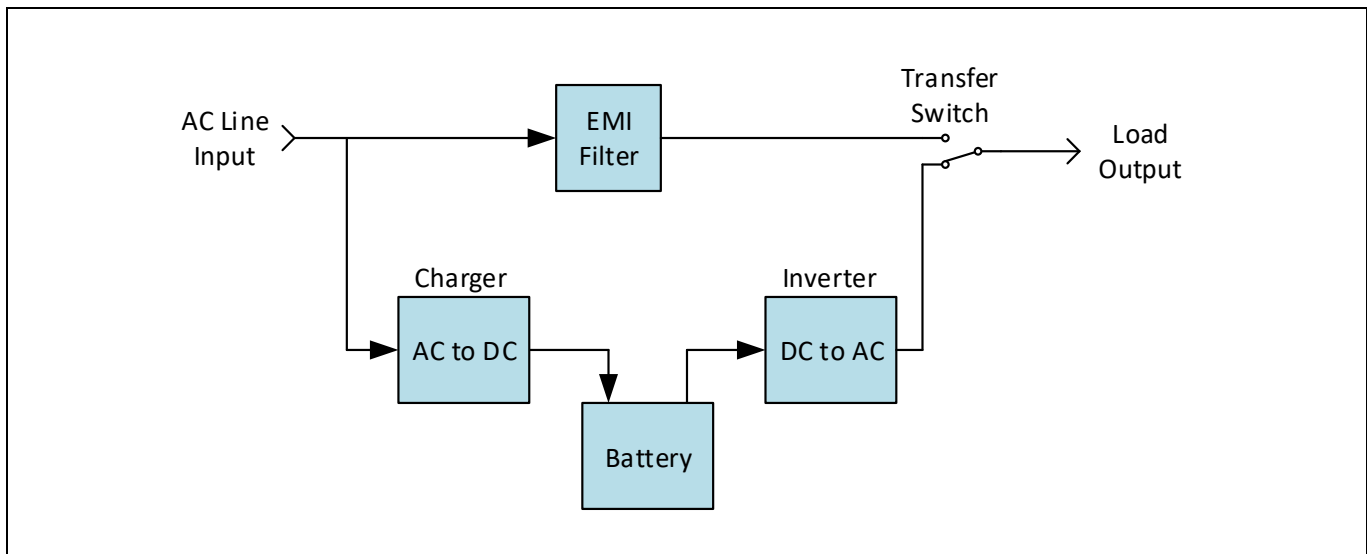 AC Line
Input
EMI
Filter
Transfer
Switch
Load
Output
Charger
AC to DC
Inverter
DC to AC
Battery